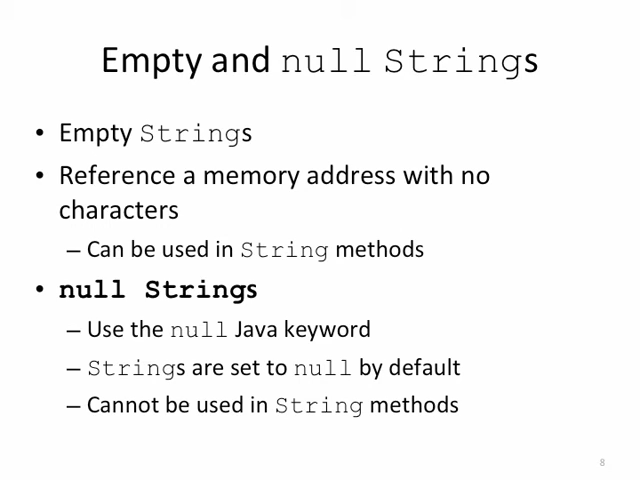 Empty and null Strings
• Empty Strings
• Reference a memory address with no
characters
– Can be used in String methods
• null Strings
– Use the null Java keyword
– Strings are set to null by default
– Cannot be used in String methods
8